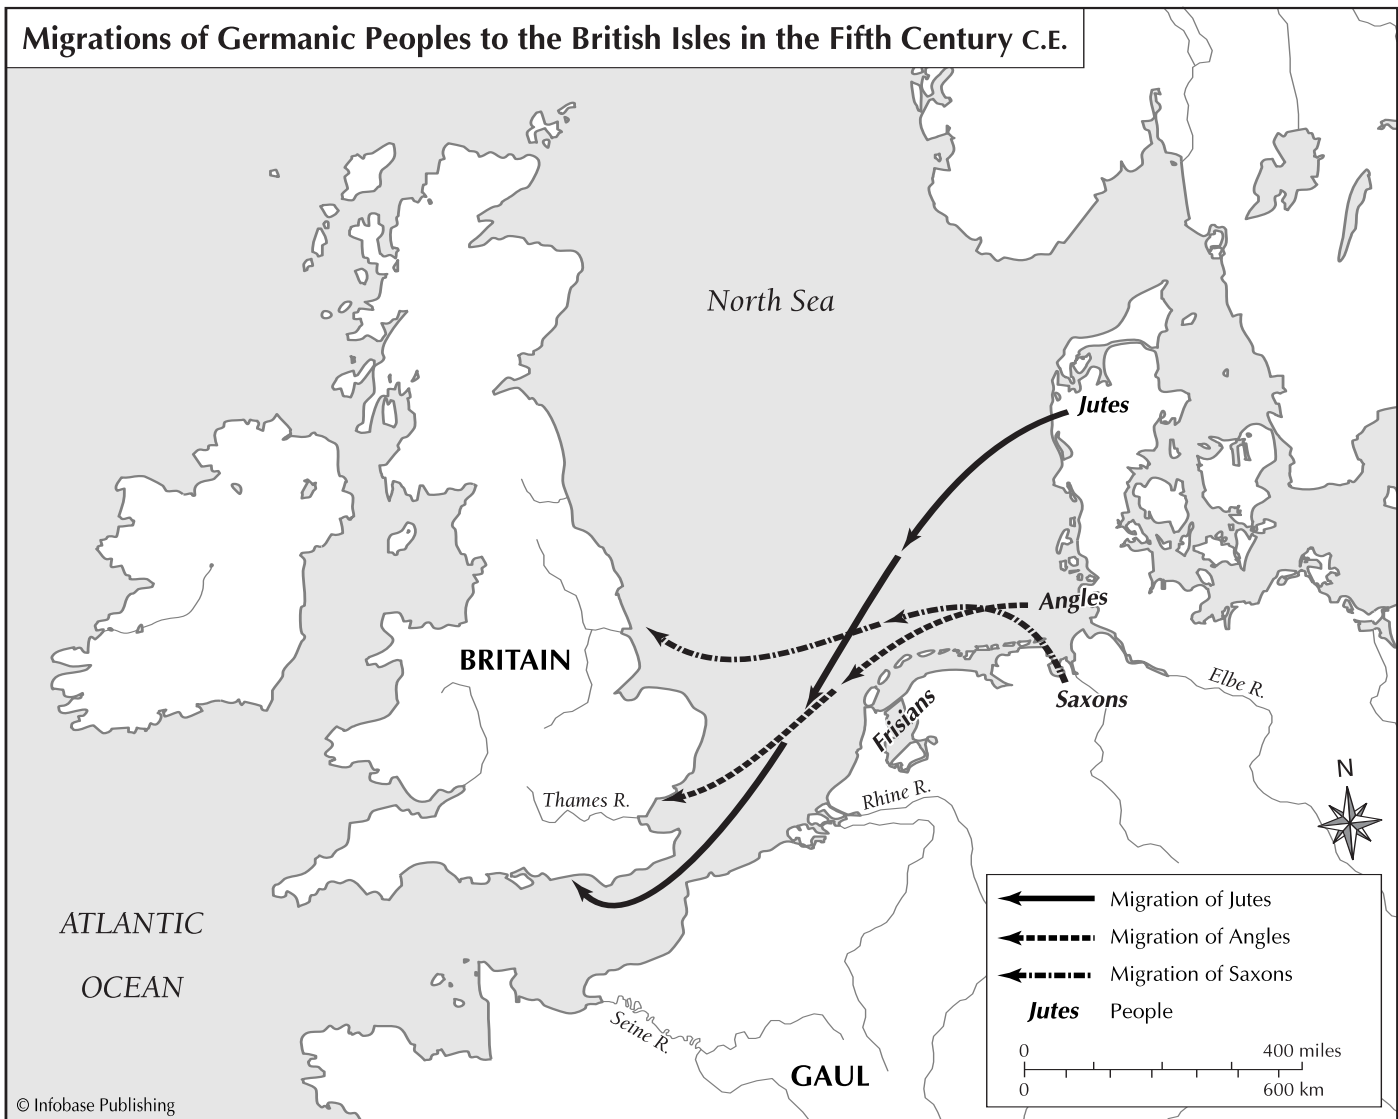 Migrations of Germanic Peoples to the British Isles in the Fifth Century C.E.
North Sea
Jutes
Angles
BRITAIN
Elbe R.
Saxons
Frisians
N
Thames R.
Rhine R.
ATLANTIC
OCEAN
Migration of Jutes
Migration of Angles
Migration of Saxons
Jutes People
Seine R.
0 400 miles
GAUL
0 600 km
© Infobase Publishing